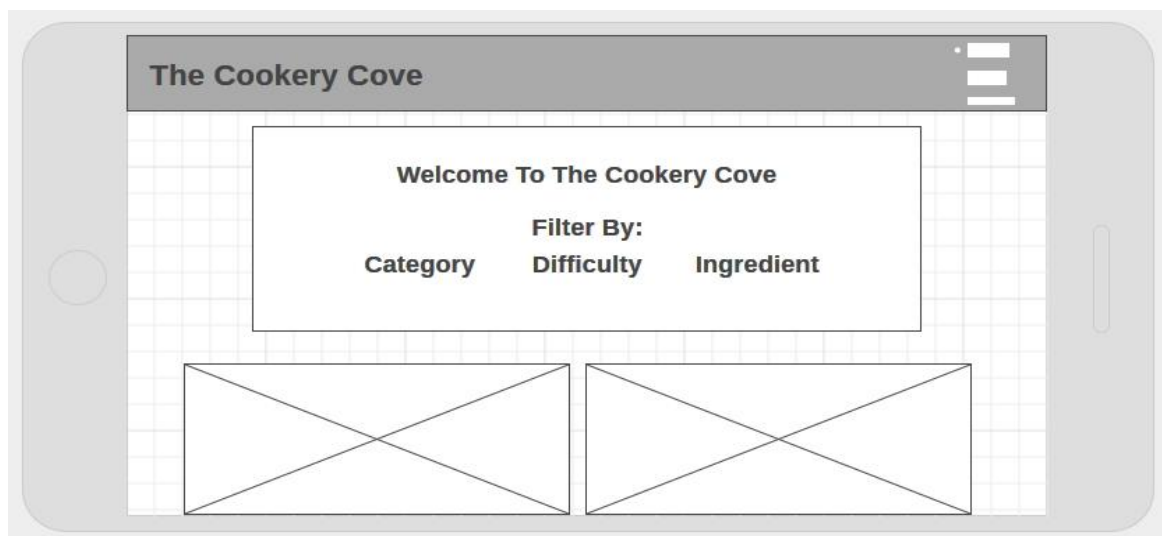 The Cookery Cove
Welcome To The Cookery Cove
Filter By:
Category Difficulty Ingredient